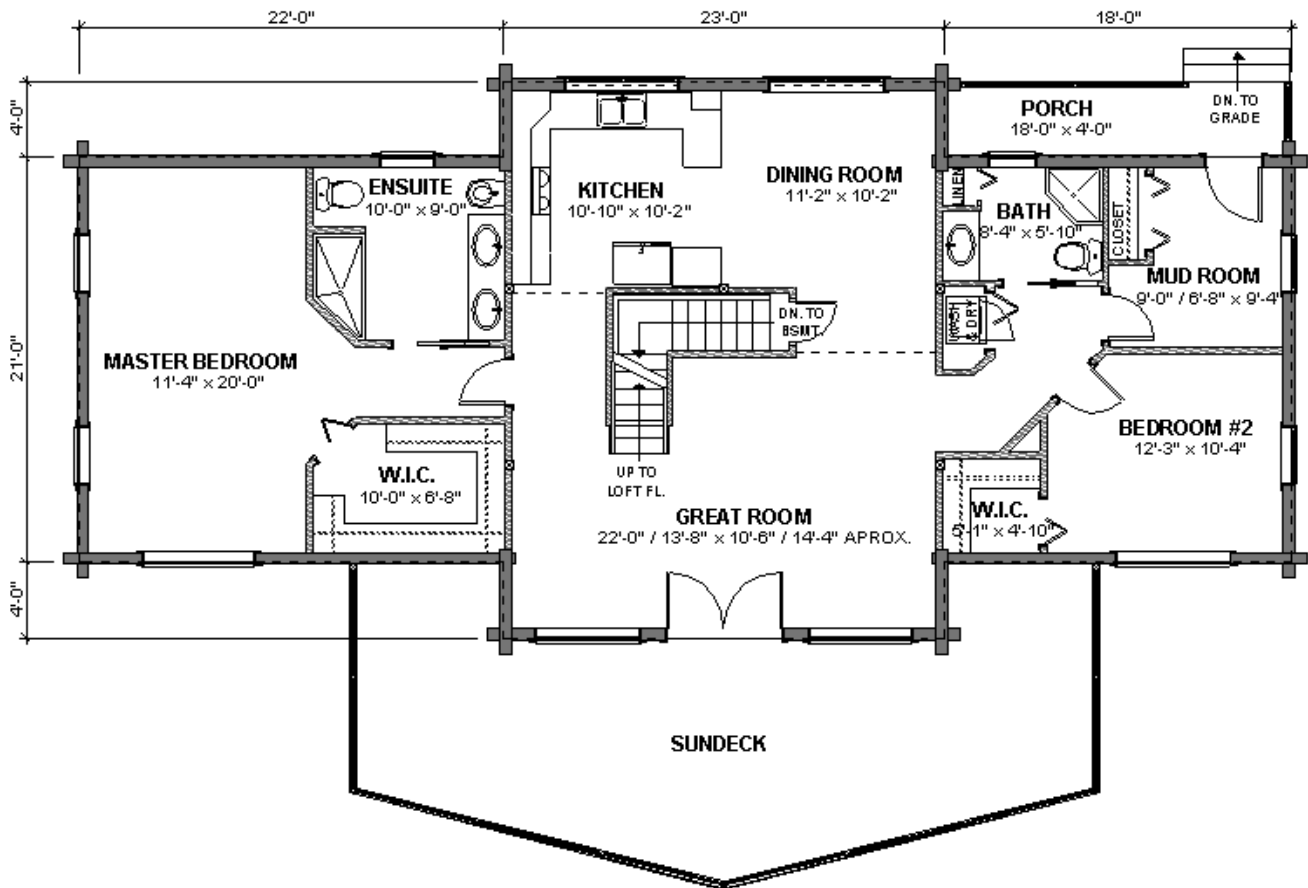 22'-0"
23'-0"
18'-0"
4'-0"
21'-0"
4'-0"
PORCH
18'-0" x 4'-0"
DN. TO
GRADE
ENSUITE
10'-0" x 9'-0"
KITCHEN
10'-10" x 10'-2"
DINING ROOM
11'-2" x 10'-2"
LINEN
BATH
8'-4" x 5'-10"
CLOSET
MUD ROOM
9'-0" / 6'-8" x 9'-4"
WASH
& DRY
DN. TO
BSMT.
MASTER BEDROOM
11'-4" x 20'-0"
BEDROOM #2
12'-3" x 10'-4"
W.I.C.
10'-0" x 6'-8"
UP TO
LOFT FL.
GREAT ROOM
22'-0" / 13'-8" x 10'-6" / 14'-4" APROX.
W.I.C.
5'-1" x 4'-10"
SUNDECK